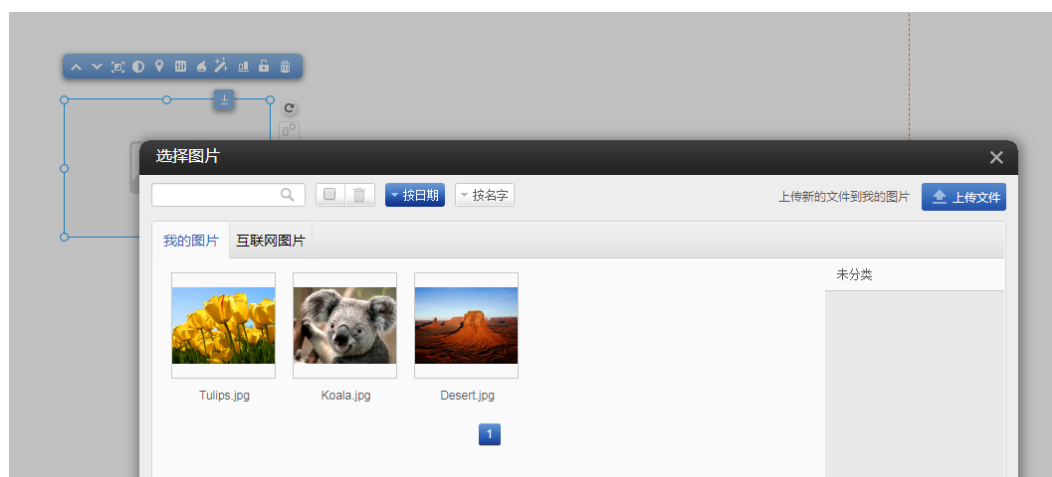 0°
选择图片
按日期
按名字
上传新的文件到我的图片
上传文件
我的图片
互联网图片
未分类
Tulips.jpg
Koala.jpg
Desert.jpg
1